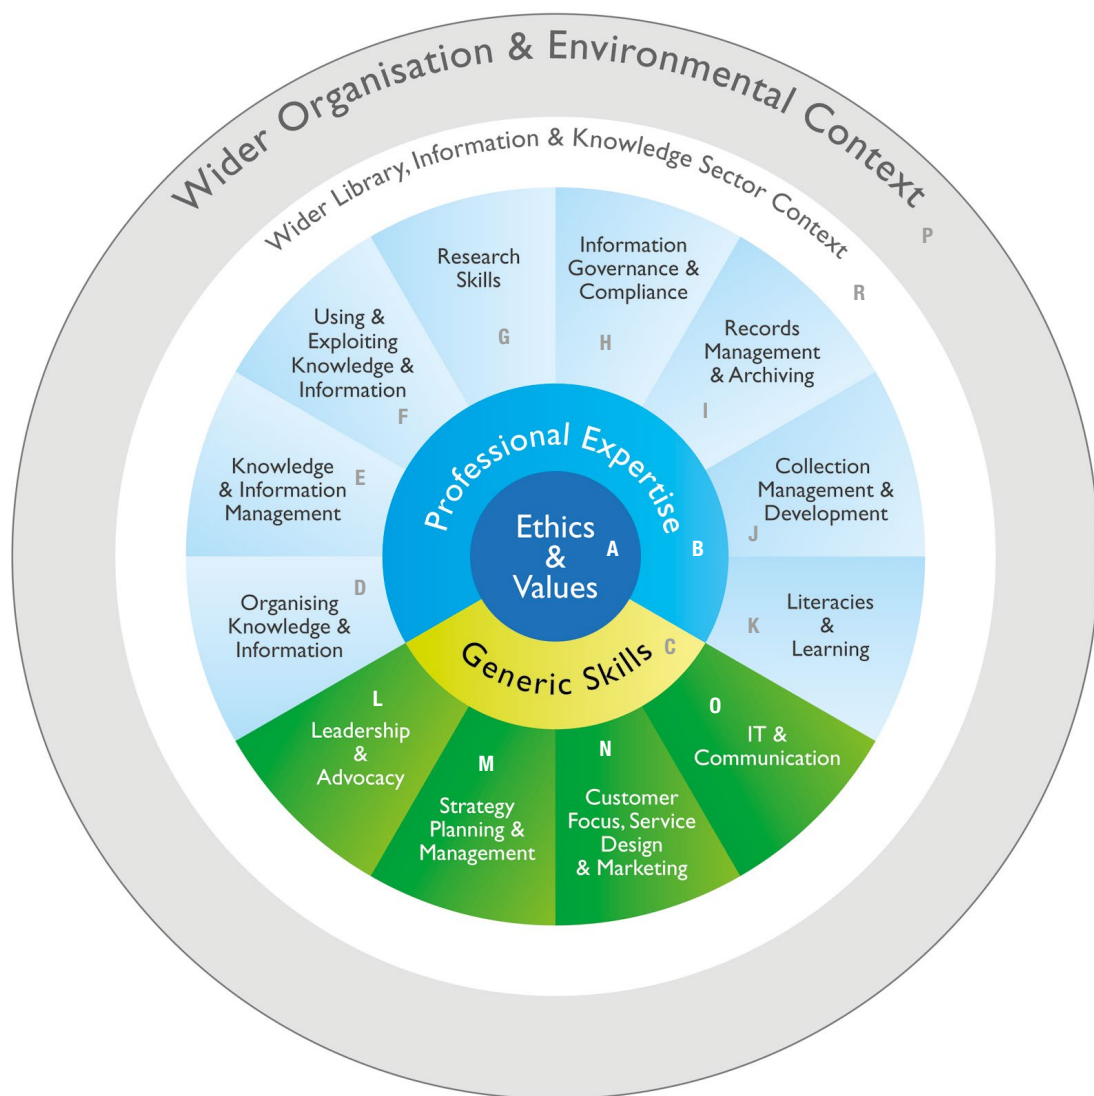 Wider Organisation & Environmental Context
P
Wider Library, Information & Knowledge Sector Context
R
Research
Skills
G
Information
Governance &
Compliance
H
Using &
Exploiting
Knowledge &
Information
F
Records
Management
& Archiving
I
Knowledge
& Information
Management
E
Collection
Management &
Development
J
Professional Expertise
B
Ethics
&
Values
A
Organising
Knowledge &
Information
D
Literacies
&
Learning
K
Generic Skills
C
L
Leadership
&
Advocacy
M
Strategy
Planning &
Management
N
Customer
Focus, Service
Design
& Marketing
O
IT &
Communication